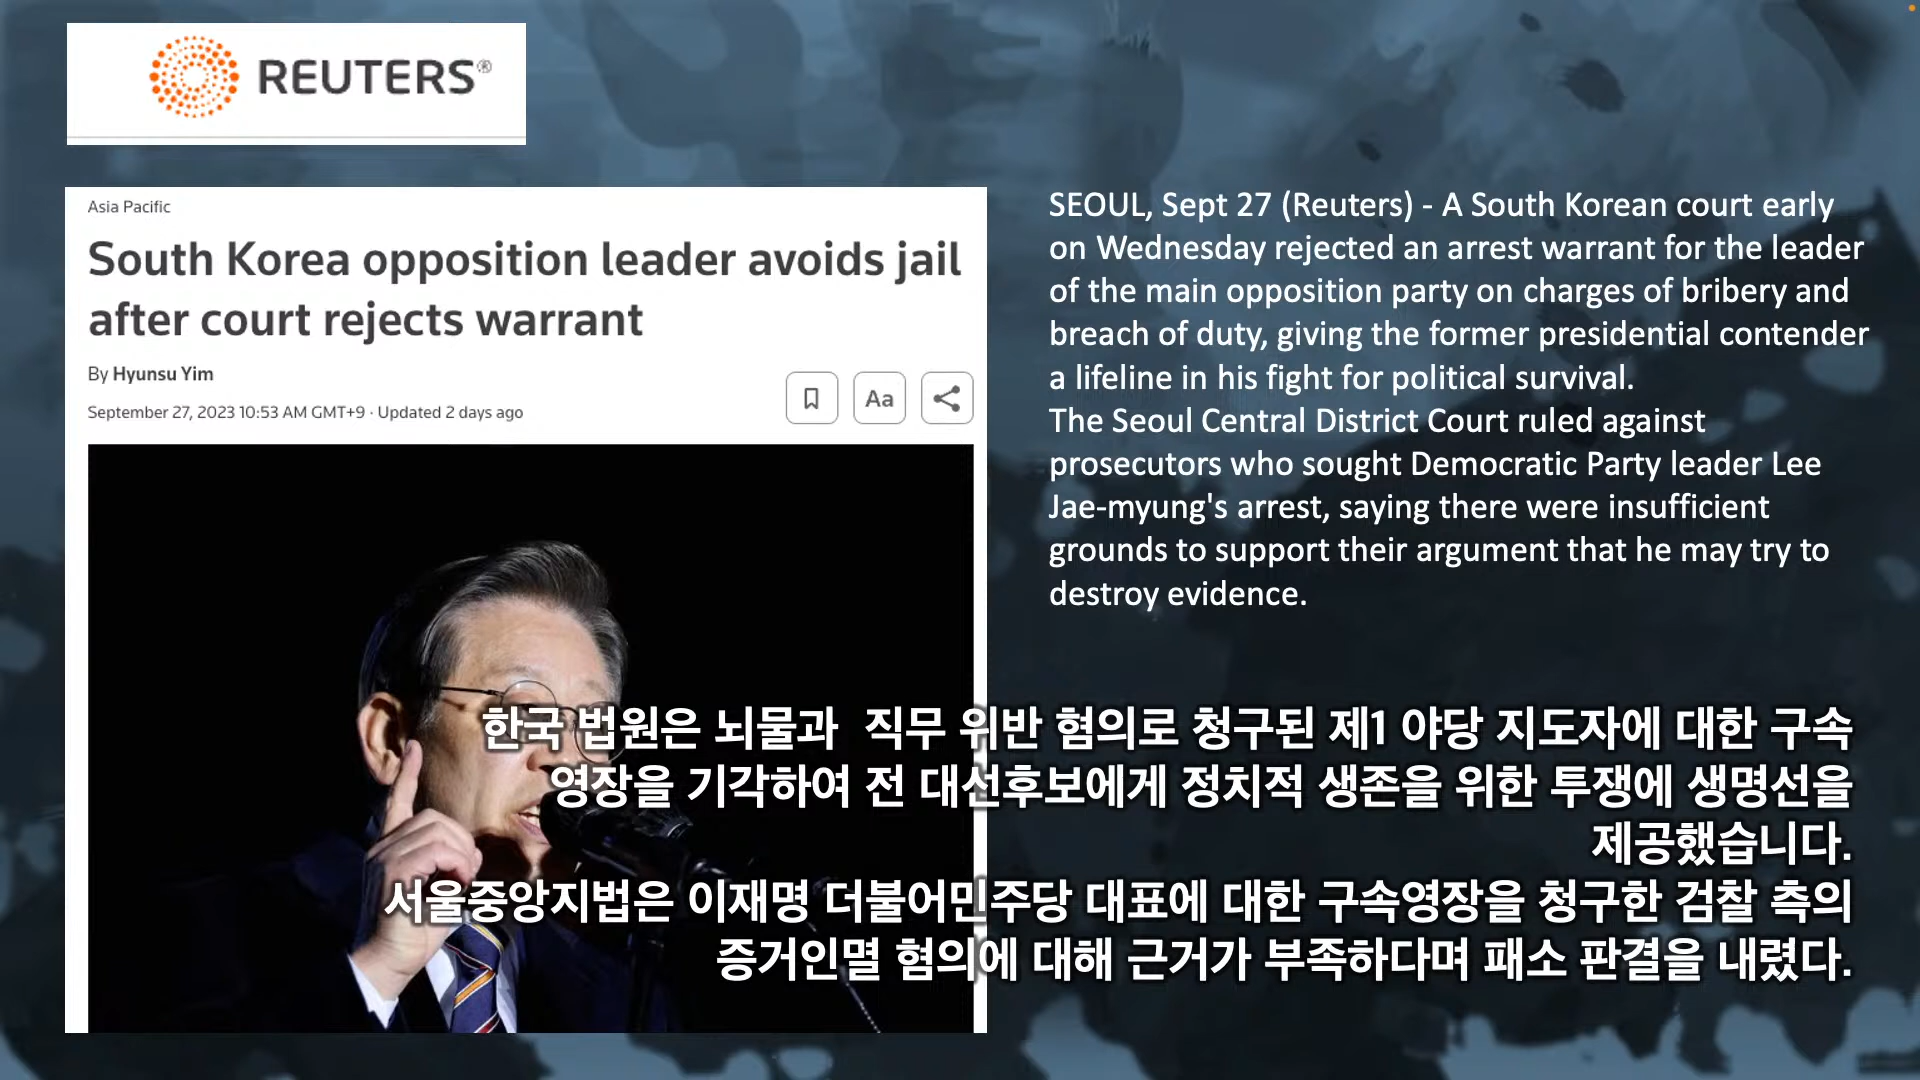 REUTERS®
Asia Pacific
South Korea opposition leader avoids jail
after court rejects warrant
By Hyunsu Yim
September 27, 2023 10:53 AM GMT+9 · Updated 2 days ago
Aa
SEOUL, Sept 27 (Reuters) - A South Korean court early
on Wednesday rejected an arrest warrant for the leader
of the main opposition party on charges of bribery and
breach of duty, giving the former presidential contender
a lifeline in his fight for political survival.
The Seoul Central District Court ruled against
prosecutors who sought Democratic Party leader Lee
Jae-myung's arrest, saying there were insufficient
grounds to support their argument that he may try to
destroy evidence.
한국 법원은 뇌물과 직무 위반 혐의로 청구된 제1 야당 지도자에 대한 구속
영장을 기각하여 전 대선후보에게 정치적 생존을 위한 투쟁에 생명선을
제공했습니다.
서울중앙지법은 이재명 더불어민주당 대표에 대한 구속영장을 청구한 검찰 측의
증거인멸 혐의에 대해 근거가 부족하다며 패소 판결을 내렸다.